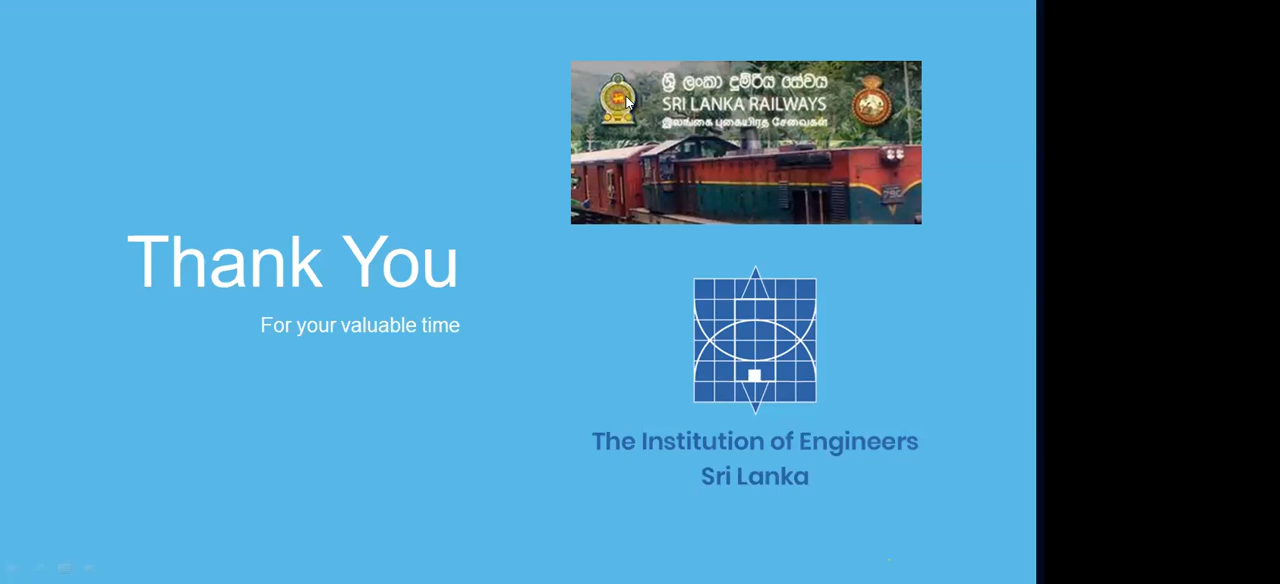 Thank You
For your valuable time
ශ්‍රී ලංකා දුම්රිය සේවය
SRI LANKA RAILWAYS
இலங்கை புகையிரத சேவைகள்
The Institution of Engineers
Sri Lanka